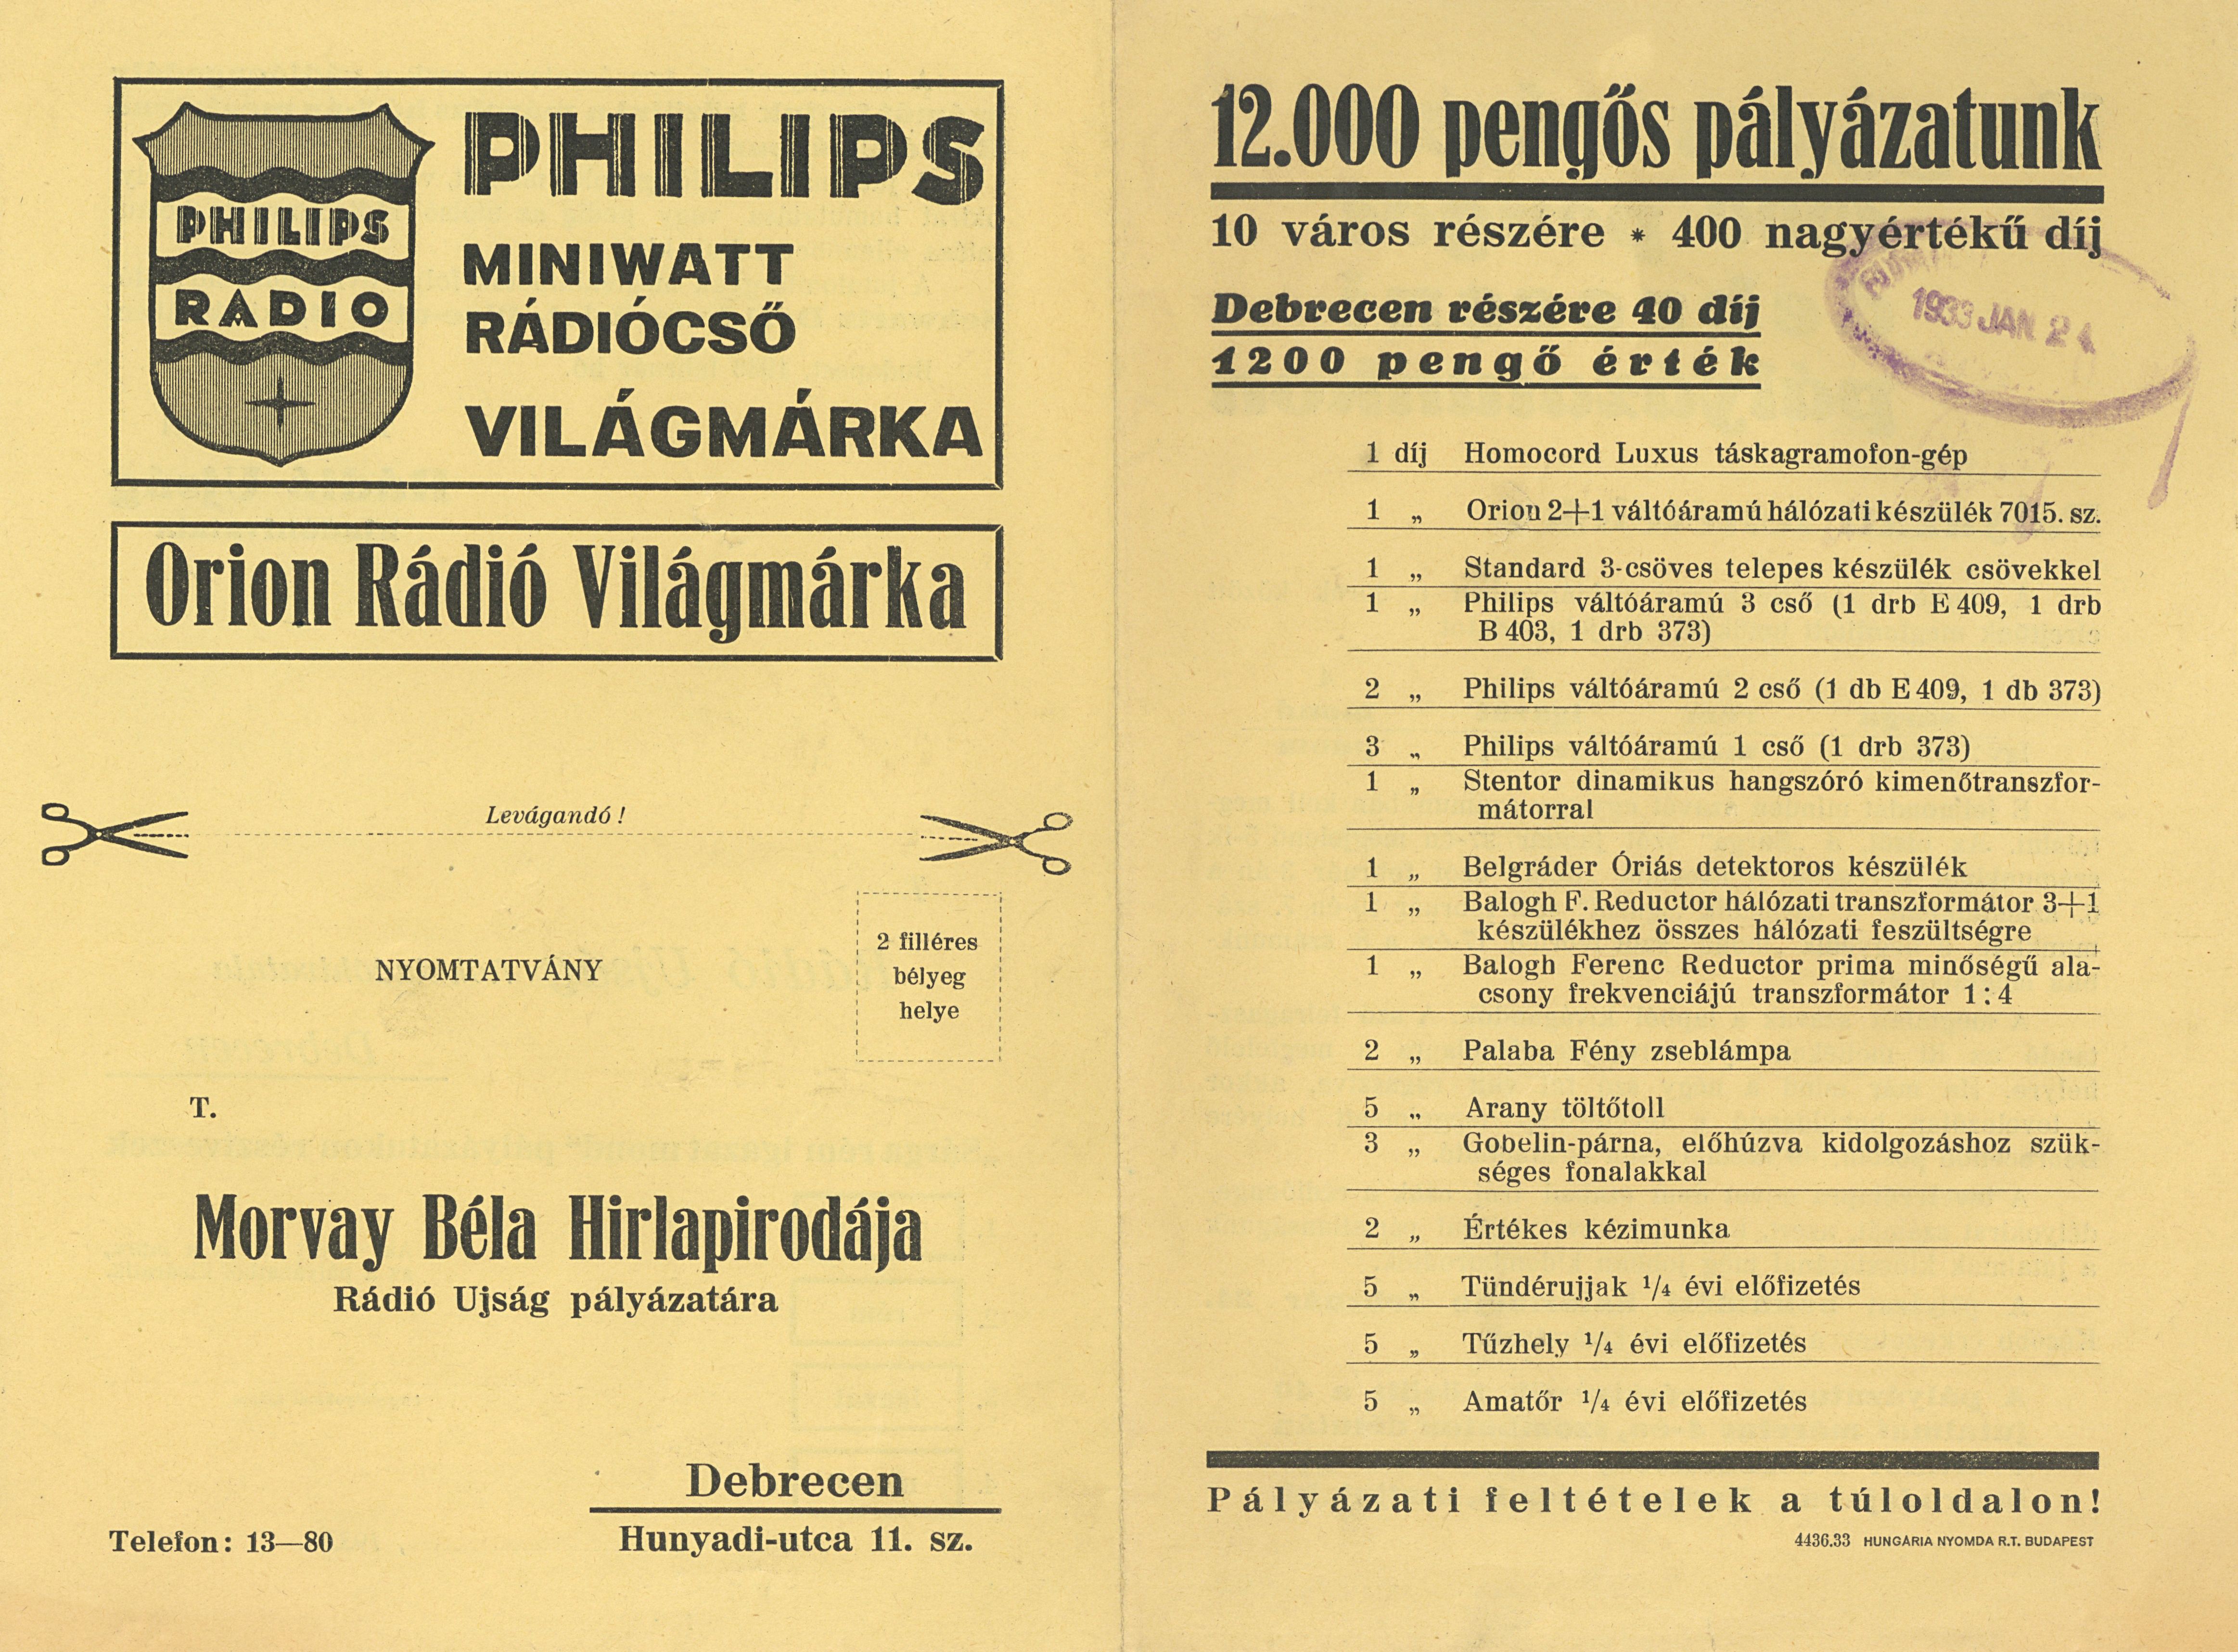 PHILIPS
RADIO
PHILIPS
MINIWATT
RÁDIÓCSŐ
VILÁGMÁRKA
Orion Rádió Világmárka
Levágandó!
NYOMTATVÁNY
2 filléres
bélyeg
helye
T.
Morvay Béla Hirlapirodája
Rádió Ujság pályázatára
Debrecen
Telefon: 13—80
Hunyadi-utca 11. sz.
12.000 pengős pályázatunk
10 város részére * 400 nagyértékű díj
Debrecen részére 40 díj
1200 pengő érték
1933 JAN 24
1 díj Homocord Luxus táskagramofon-gép
1 „ Orion 2+1 váltóáramú hálózati készülék 7015. sz.
1 „ Standard 3-csöves telepes készülék csövekkel
1 „ Philips váltóáramú 3 cső (1 drb E 409, 1 drb
B 403, 1 drb 373)
2 „ Philips váltóáramú 2 cső (1 db E 409, 1 db 373)
3 „ Philips váltóáramú 1 cső (1 drb 373)
1 „ Stentor dinamikus hangszóró kimenőtranszfor-
mátorral
1 „ Belgráder Óriás detektoros készülék
1 „ Balogh F. Reductor hálózati transzformátor 3+1
készülékhez összes hálózati feszültségre
1 „ Balogh Ferenc Reductor prima minőségű ala-
csony frekvenciájú transzformátor 1:4
2 „ Palaba Fény zseblámpa
5 „ Arany töltőtoll
3 „ Gobelin-párna, előhúzva kidolgozáshoz szük-
séges fonalakkal
2 „ Értékes kézimunka
5 „ Tündérujjak 1/4 évi előfizetés
5 „ Tűzhely 1/4 évi előfizetés
5 „ Amatőr 1/4 évi előfizetés
Pályázati feltételek a túloldalon!
4436.33 HUNGÁRIA NYOMDA R.T. BUDAPEST